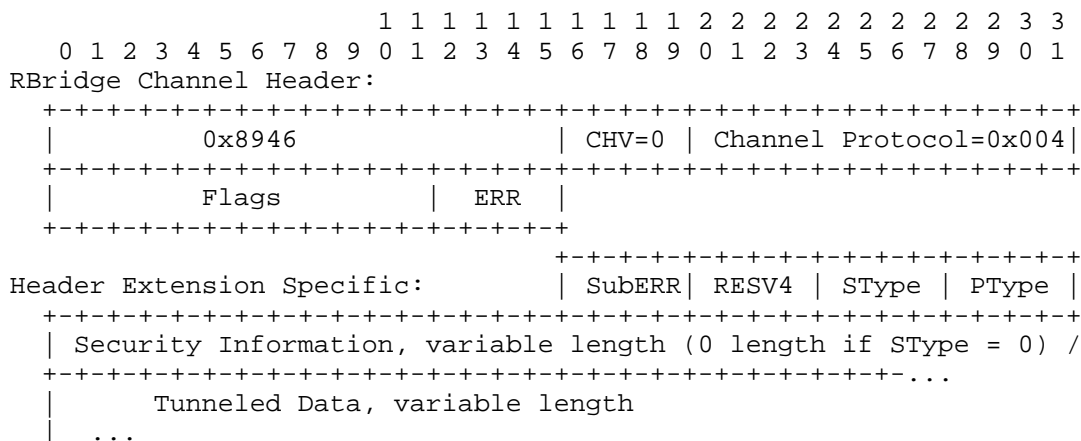 1 1 1 1 1 1 1 1 1 1 2 2 2 2 2 2 2 2 2 2 3 3
   0 1 2 3 4 5 6 7 8 9 0 1 2 3 4 5 6 7 8 9 0 1 2 3 4 5 6 7 8 9 0 1
RBridge Channel Header:
  +-+-+-+-+-+-+-+-+-+-+-+-+-+-+-+-+-+-+-+-+-+-+-+-+-+-+-+-+-+-+-+-+
  |         0x8946                | CHV=0 | Channel Protocol=0x004|
  +-+-+-+-+-+-+-+-+-+-+-+-+-+-+-+-+-+-+-+-+-+-+-+-+-+-+-+-+-+-+-+-+
  |         Flags         |  ERR  |
  +-+-+-+-+-+-+-+-+-+-+-+-+-+-+-+-+
                                  +-+-+-+-+-+-+-+-+-+-+-+-+-+-+-+-+
Header Extension Specific:        | SubERR| RESV4 | SType | PType |
  +-+-+-+-+-+-+-+-+-+-+-+-+-+-+-+-+-+-+-+-+-+-+-+-+-+-+-+-+-+-+-+-+
  | Security Information, variable length (0 length if SType = 0) /
  +-+-+-+-+-+-+-+-+-+-+-+-+-+-+-+-+-+-+-+-+-+-+-+-+-+-+-...
  |      Tunneled Data, variable length
  |  ...